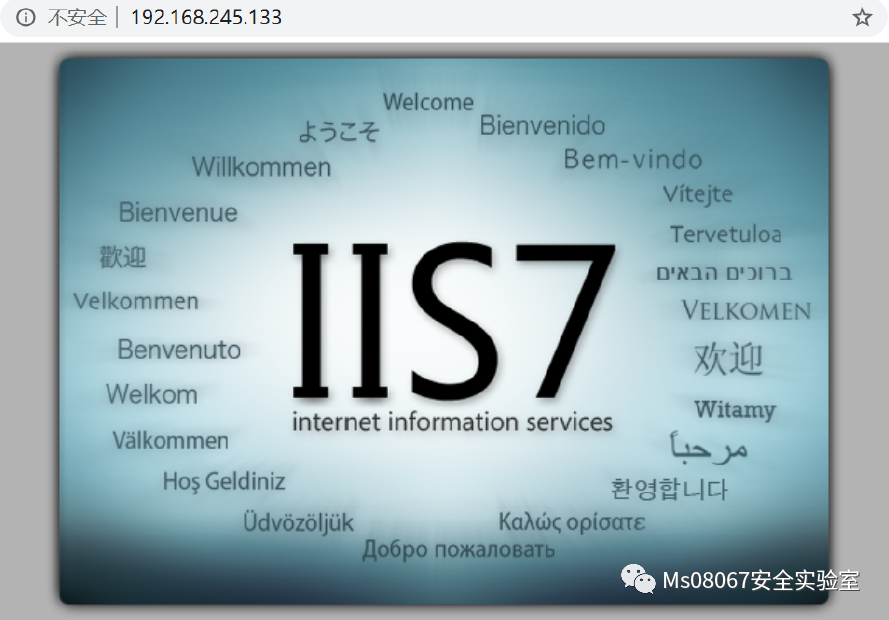 不安全 192.168.245.133
Welcome
ようこそ
Bienvenido
Willkommen
Bem-vindo
Vítejte
Bienvenue
Tervetuloa
歡迎
ברוכים הבאים
Velkommen
VELKOMEN
Benvenuto
欢迎
Welkom
Witamy
Välkommen
مرحباً
Hoş Geldiniz
환영합니다
Üdvözöljük
Καλώς ορίσατε
Добро пожаловать
IIS7
internet information services
Ms08067安全实验室